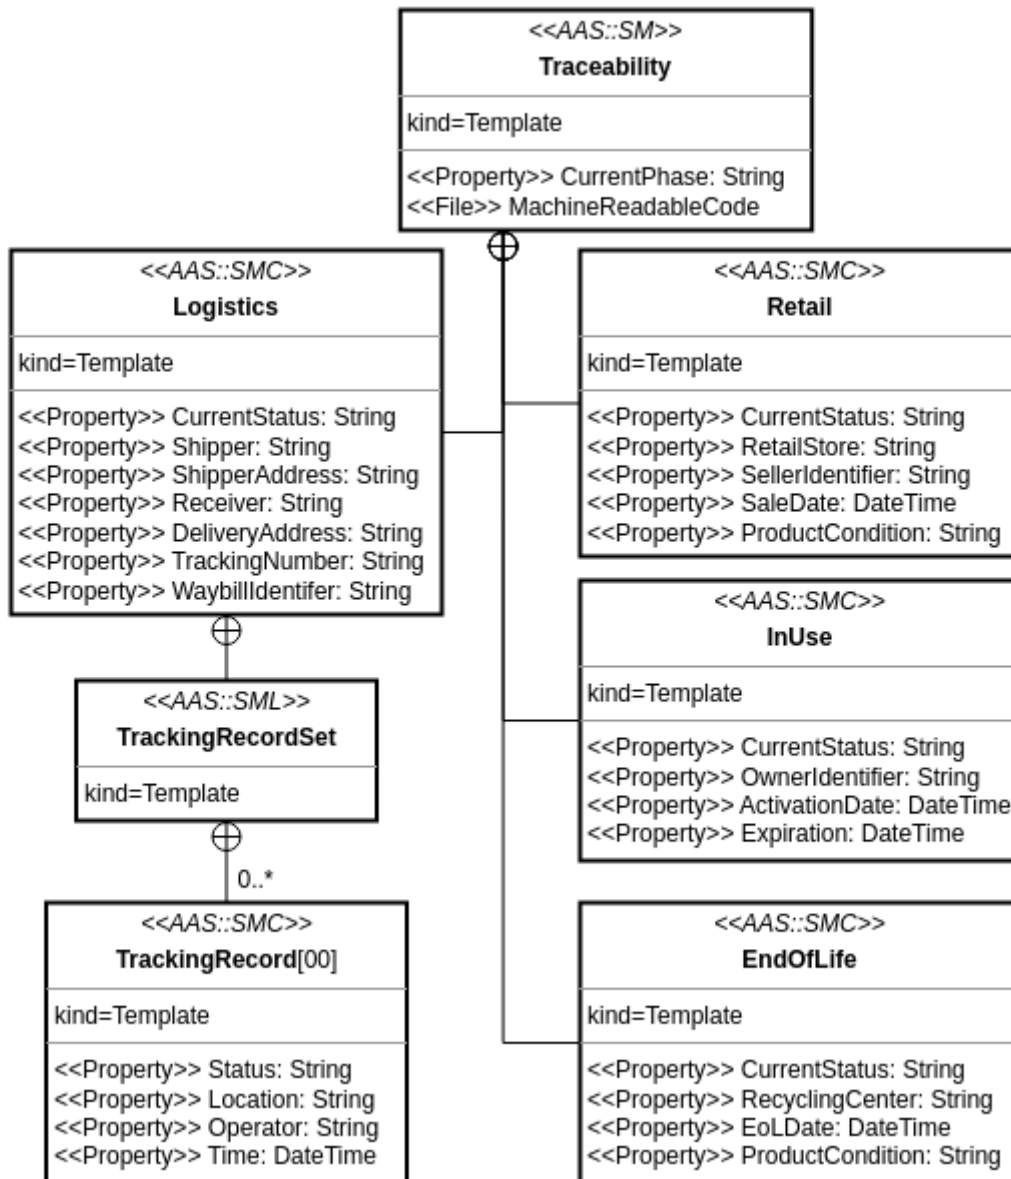 <<AAS::SM>>
Traceability
kind=Template
<<Property>> CurrentPhase: String
<<File>> MachineReadableCode
<<AAS::SMC>>
Logistics
kind=Template
<<Property>> CurrentStatus: String
<<Property>> Shipper: String
<<Property>> ShipperAddress: String
<<Property>> Receiver: String
<<Property>> DeliveryAddress: String
<<Property>> TrackingNumber: String
<<Property>> WaybillIdentifer: String
<<AAS::SML>>
TrackingRecordSet
kind=Template
0..*
<<AAS::SMC>>
TrackingRecord[00]
kind=Template
<<Property>> Status: String
<<Property>> Location: String
<<Property>> Operator: String
<<Property>> Time: DateTime
<<AAS::SMC>>
Retail
kind=Template
<<Property>> CurrentStatus: String
<<Property>> RetailStore: String
<<Property>> SellerIdentifier: String
<<Property>> SaleDate: DateTime
<<Property>> ProductCondition: String
<<AAS::SMC>>
InUse
kind=Template
<<Property>> CurrentStatus: String
<<Property>> OwnerIdentifier: String
<<Property>> ActivationDate: DateTime
<<Property>> Expiration: DateTime
<<AAS::SMC>>
EndOfLife
kind=Template
<<Property>> CurrentStatus: String
<<Property>> RecyclingCenter: String
<<Property>> EoLDate: DateTime
<<Property>> ProductCondition: String